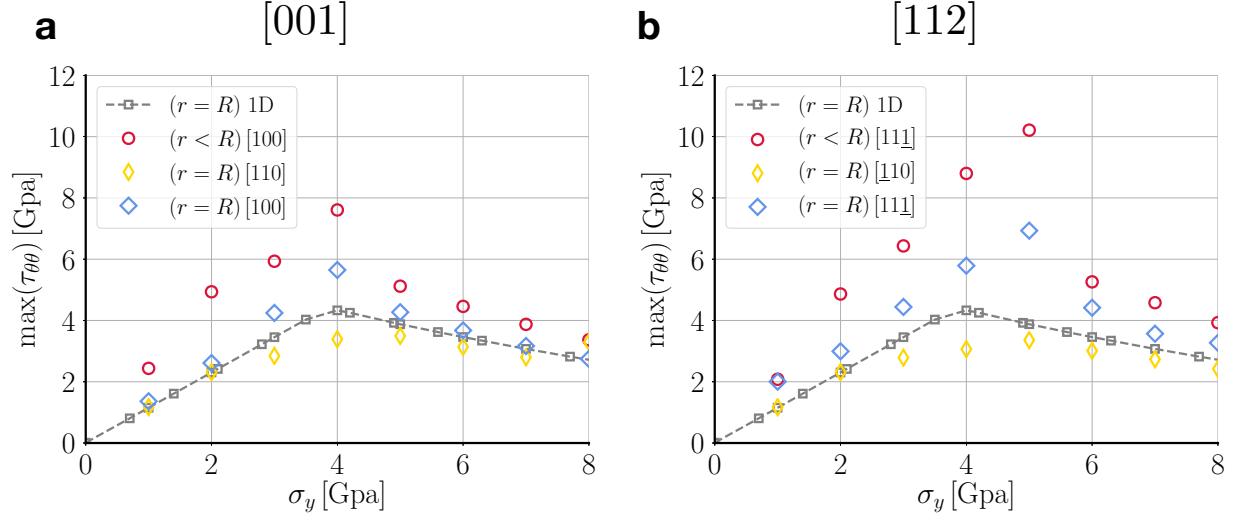 a [001]
12
10
8
6
4
2
0
max(τθθ) [Gpa]
(r = R) 1D
(r < R) [100]
(r = R) [110]
(r = R) [100]
0 2 4 6 8
σy [Gpa]
b [112]
12
10
8
6
4
2
0
max(τθθ) [Gpa]
(r = R) 1D
(r < R) [111̲]
(r = R) [1̲10]
(r = R) [111̲]
0 2 4 6 8
σy [Gpa]